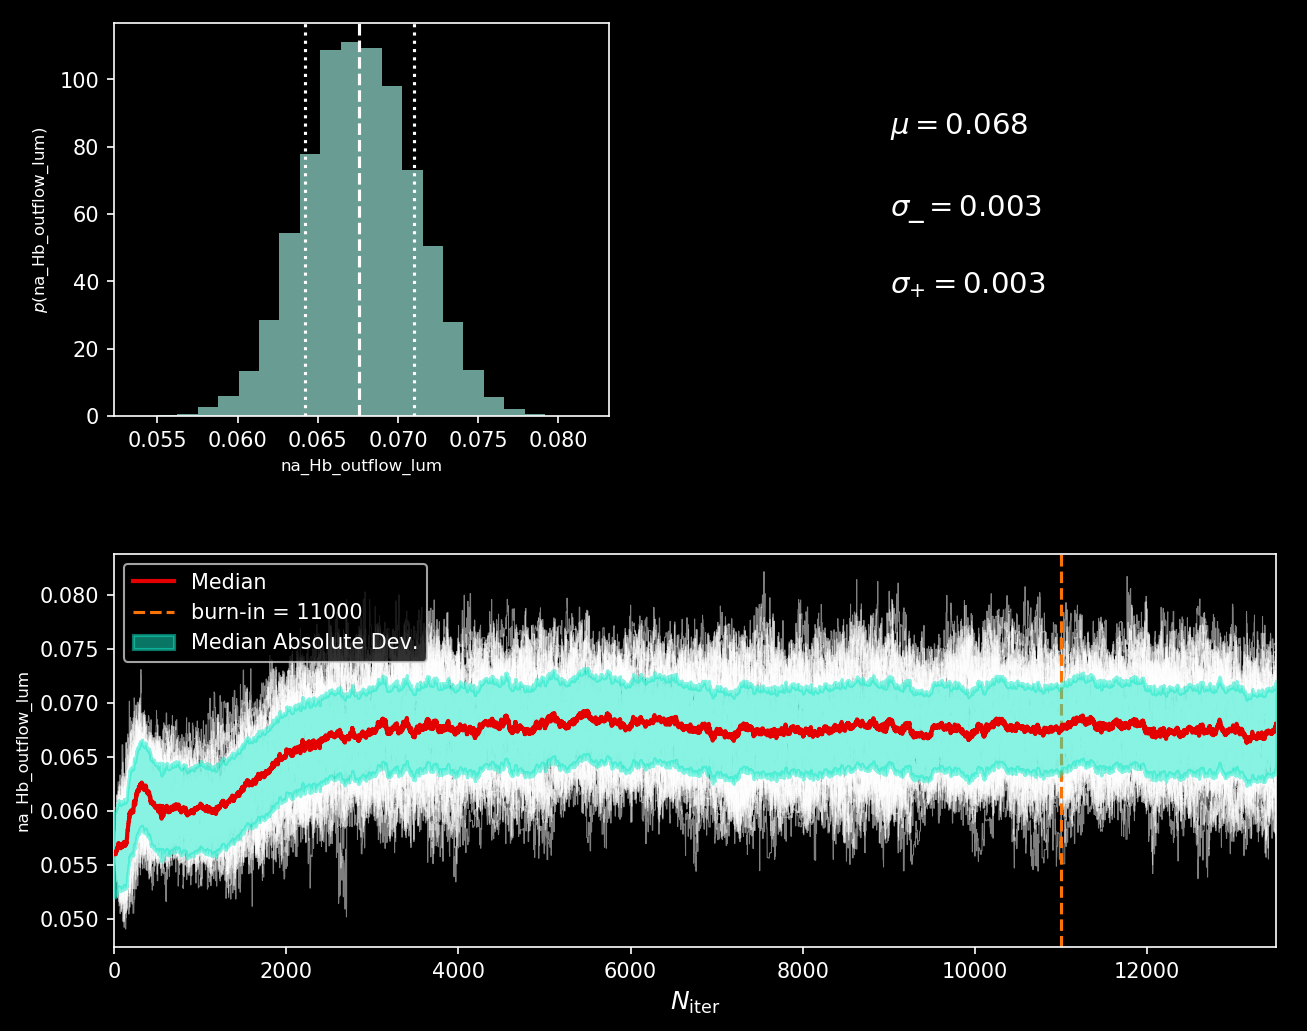 100
80
60
40
20
0
p(na_Hb_outflow_lum)
0.055 0.060 0.065 0.070 0.075 0.080
na_Hb_outflow_lum
μ = 0.068
σ_ = 0.003
σ+ = 0.003
Median
burn-in = 11000
Median Absolute Dev.
0.080
0.075
0.070
0.065
0.060
0.055
0.050
na_Hb_outflow_lum
0 2000 4000 6000 8000 10000 12000
Niter